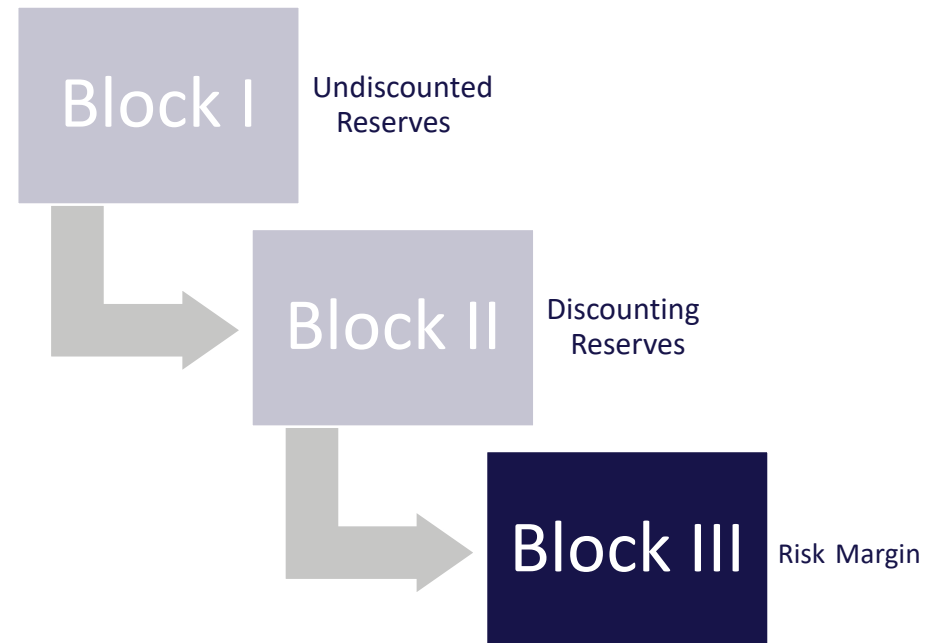 Block I
Undiscounted
Reserves
Block II
Discounting
Reserves
Block III
Risk Margin